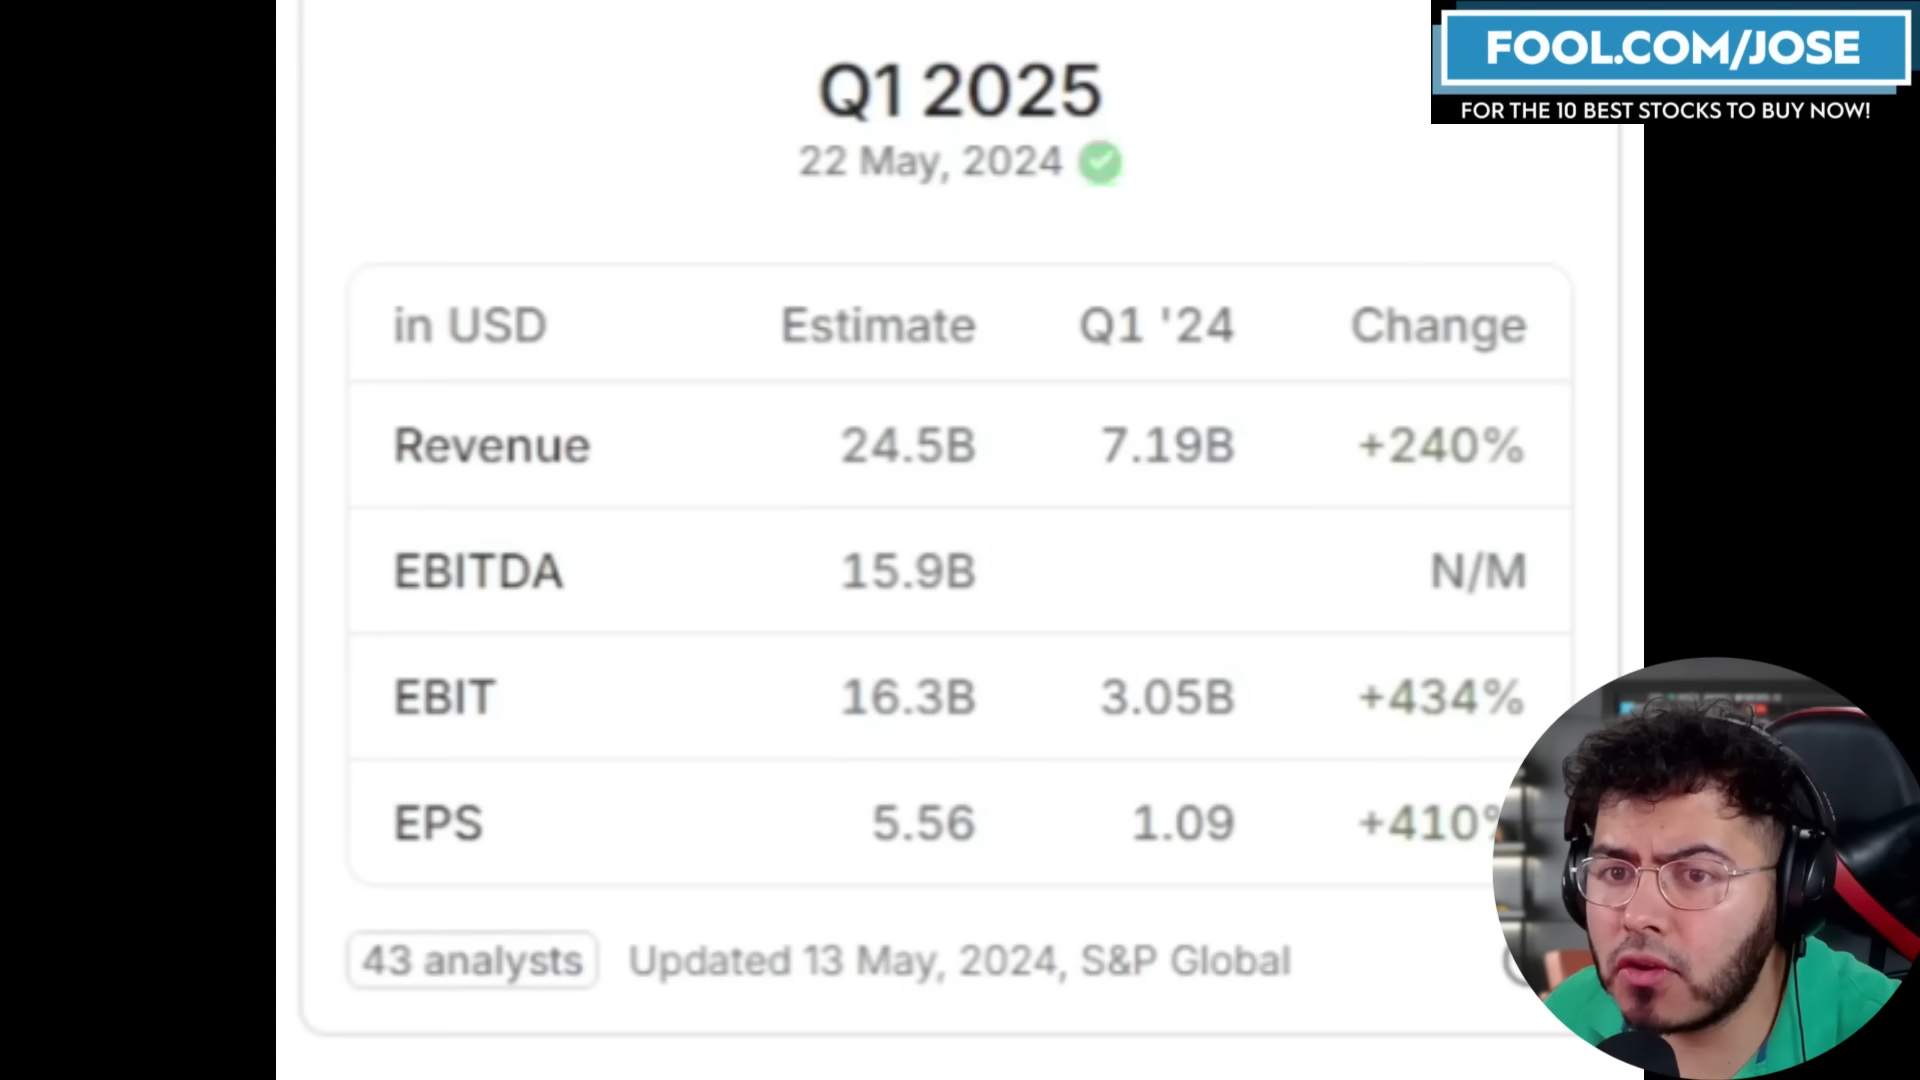 FOOL.COM/JOSE
FOR THE 10 BEST STOCKS TO BUY NOW!
Q1 2025
22 May, 2024
in USD Estimate Q1 '24 Change
Revenue 24.5B 7.19B +240%
EBITDA 15.9B N/M
EBIT 16.3B 3.05B +434%
EPS 5.56 1.09 +410%
43 analysts Updated 13 May, 2024, S&P Global